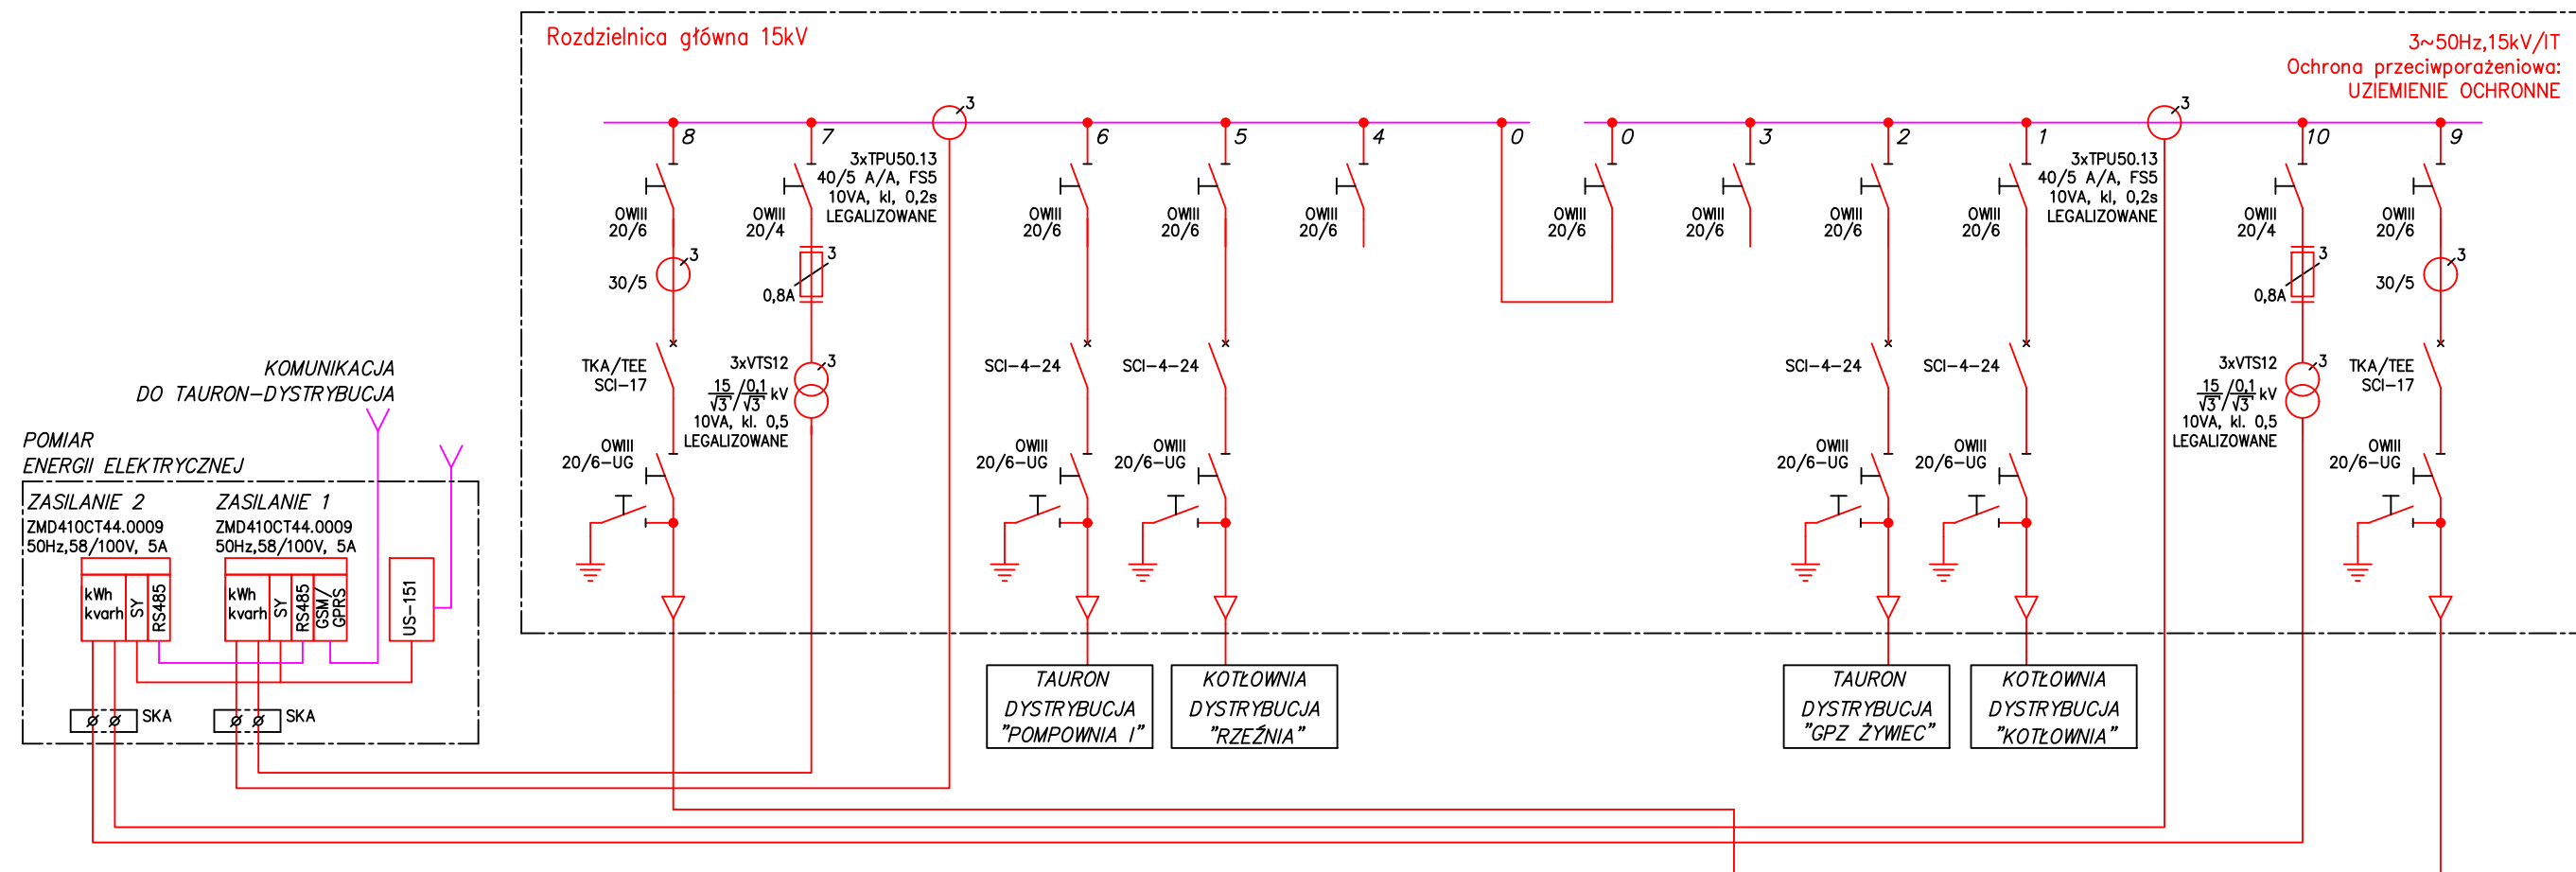 Rozdzielnica główna 15kV
3~50Hz,15kV/IT
Ochrona przeciwporażeniowa:
UZIEMIENIE OCHRONNE
3
3
8
7
6
5
4
0
0
3
2
1
10
9
3xTPU50.13
40/5 A/A, FS5
10VA, kl, 0,2s
LEGALIZOWANE
3xTPU50.13
40/5 A/A, FS5
10VA, kl, 0,2s
LEGALIZOWANE
OWIII
20/6
OWIII
20/4
OWIII
20/6
OWIII
20/6
OWIII
20/6
OWIII
20/6
OWIII
20/6
OWIII
20/6
OWIII
20/6
OWIII
20/4
OWIII
20/6
3
30/5
3
0,8A
3
0,8A
3
30/5
TKA/TEE
SCI-17
3xVTS12
3
15/0,1
√3/√3 kV
10VA, kl. 0,5
LEGALIZOWANE
SCI-4-24
SCI-4-24
SCI-4-24
SCI-4-24
3xVTS12
3
15/0,1
√3/√3 kV
10VA, kl. 0,5
LEGALIZOWANE
TKA/TEE
SCI-17
OWIII
20/6-UG
OWIII
20/6-UG
OWIII
20/6-UG
OWIII
20/6-UG
OWIII
20/6-UG
OWIII
20/6-UG
KOMUNIKACJA
DO TAURON-DYSTRYBUCJA
POMIAR
ENERGII ELEKTRYCZNEJ
ZASILANIE 2
ZMD410CT44.0009
50Hz,58/100V, 5A
kWh
kvarh
SY
RS485
ZASILANIE 1
ZMD410CT44.0009
50Hz,58/100V, 5A
kWh
kvarh
SY
RS485
GSM/
GPRS
US-151
SKA
SKA
TAURON
DYSTRYBUCJA
"POMPOWNIA I"
KOTŁOWNIA
DYSTRYBUCJA
"RZEŹNIA"
TAURON
DYSTRYBUCJA
"GPZ ŻYWIEC"
KOTŁOWNIA
DYSTRYBUCJA
"KOTŁOWNIA"